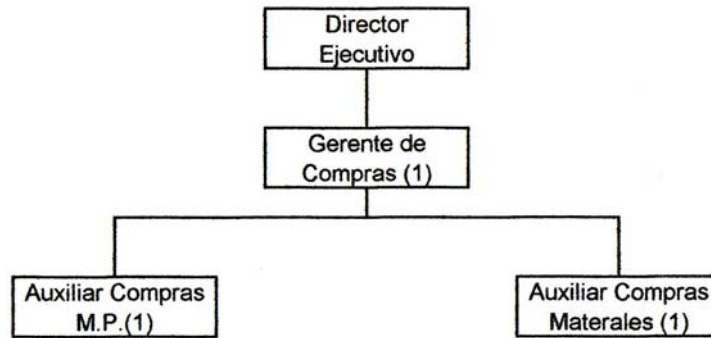 Director
Ejecutivo
Gerente de
Compras (1)
Auxiliar Compras
M.P.(1)
Auxiliar Compras
Materales (1)